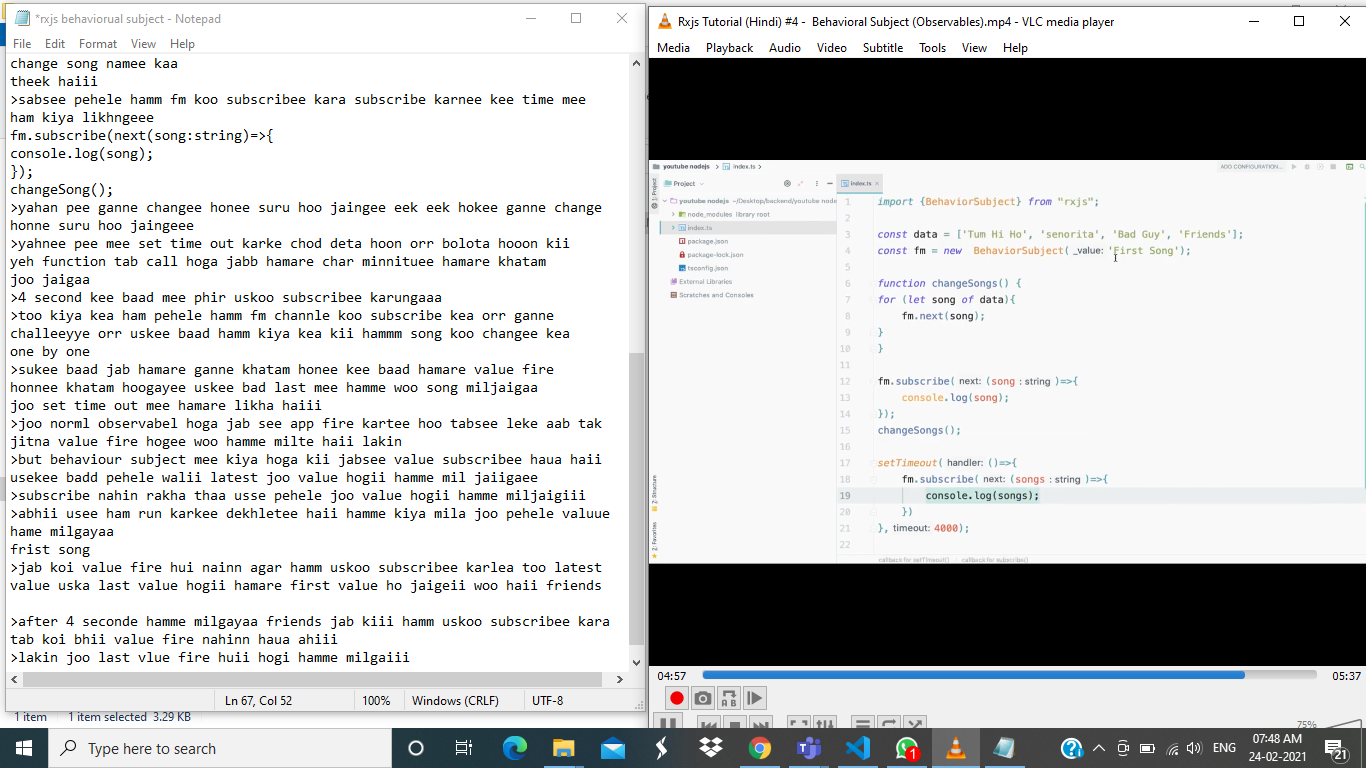 *rxjs behaviorual subject - Notepad
File Edit Format View Help
change song namee kaa
theek haiii
>sabsee pehele hamm fm koo subscribee kara subscribe karnee kee time mee
ham kiya likhngeee
fm.subscribe(next(song:string)=>{
console.log(song);
});
changeSong();
>yahan pee ganne changee honee suru hoo jaingee eek eek hokee ganne change
honne suru hoo jaingeee
>yahnee pee mee set time out karke chod deta hoon orr bolota hooon kii
yeh function tab call hoga jabb hamare char minnituee hamare khatam
joo jaigaa
>4 second kee baad mee phir uskoo subscribee karungaaa
>too kiya kea ham pehele hamm fm channle koo subscribe kea orr ganne
challeeyye orr uskee baad hamm kiya kea kii hammm song koo changee kea
one by one
>sukee baad jab hamare ganne khatam honee kee baad hamare value fire
honnee khatam hoogayee uskee bad last mee hamme woo song miljaigaa
joo set time out mee hamare likha haiii
>joo norml observabel hoga jab see app fire kartee hoo tabsee leke aab tak
jitna value fire hogee woo hamme milte haii lakin
>but behaviour subject mee kiya hoga kii jabsee value subscribee haua haii
usekee badd pehele walii latest joo value hogii hamme mil jaiigaee
>subscribe nahin rakha thaa usse pehele joo value hogii hamme miljaigiii
>abhii usee ham run karkee dekhletee haii hamme kiya mila joo pehele valuue
hame milgayaa
frist song
>jab koi value fire hui nainn agar hamm uskoo subscribee karlea too latest
value uska last value hogii hamare first value ho jaigeii woo haii friends
>after 4 seconde hamme milgayaa friends jab kiii hamm uskoo subscribee kara
tab koi bhii value fire nahinn haua ahiii
>lakin joo last vlue fire huii hogi hamme milgaiii
Ln 67, Col 52 100% Windows (CRLF) UTF-8
1 item 1 item selected 3.29 KB
Rxjs Tutorial (Hindi) #4 - Behavioral Subject (Observables).mp4 - VLC media player
Media Playback Audio Video Subtitle Tools View Help
youtube nodejs index.ts
ADD CONFIGURATION...
Project
index.ts
youtube nodejs ~/Desktop/backend/youtube node
node_modules library root
index.ts
package.json
package-lock.json
tsconfig.json
External Libraries
Scratches and Consoles
1: Project
2: Structure
2: Favorites
1 import {BehaviorSubject} from "rxjs";
2
3 const data = ['Tum Hi Ho', 'senorita', 'Bad Guy', 'Friends'];
4 const fm = new BehaviorSubject( _value: 'First Song');
5
6 function changeSongs() {
7 for (let song of data){
8 fm.next(song);
9 }
10 }
11
12 fm.subscribe( next: (song : string )=>{
13 console.log(song);
14 });
15 changeSongs();
16
17 setTimeout( handler: ()=>{
18 fm.subscribe( next: (songs : string )=>{
19 console.log(songs);
20 })
21 }, timeout: 4000);
22
callback for setTimeout() callback for subscribe()
04:57 05:37
75%
Type here to search
1
ENG
07:48 AM
24-02-2021
21